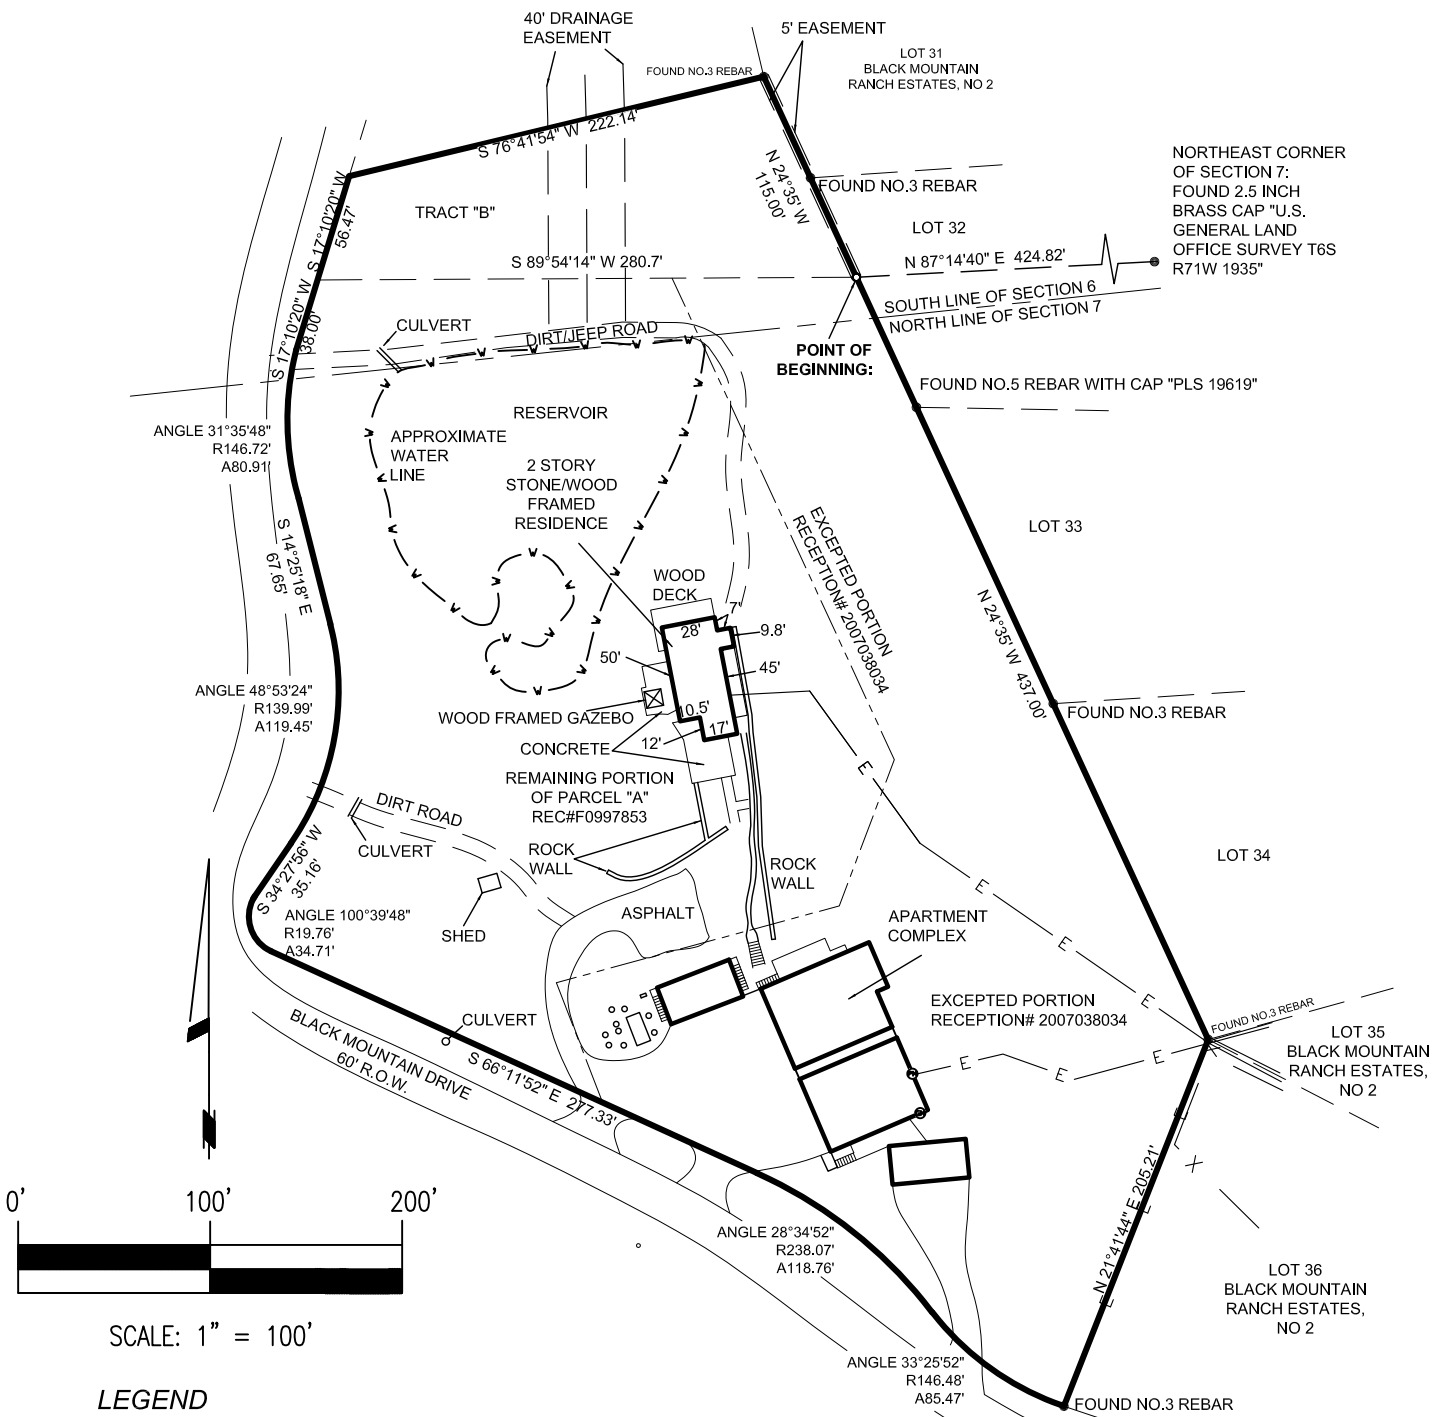 40' DRAINAGE
EASEMENT
5' EASEMENT
FOUND NO.3 REBAR
LOT 31
BLACK MOUNTAIN
RANCH ESTATES, NO 2
S 76°41'54" W 222.14'
N 24°35' W
115.00'
FOUND NO.3 REBAR
NORTHEAST CORNER
OF SECTION 7:
FOUND 2.5 INCH
BRASS CAP "U.S.
GENERAL LAND
OFFICE SURVEY T6S
R71W 1935"
TRACT "B"
LOT 32
S 17°10'20" W
56.47'
S 89°54'14" W 280.7'
N 87°14'40" E 424.82'
SOUTH LINE OF SECTION 6
NORTH LINE OF SECTION 7
S 17°10'20" W
38.00'
CULVERT
DIRT/JEEP ROAD
POINT OF
BEGINNING:
FOUND NO.5 REBAR WITH CAP "PLS 19619"
RESERVOIR
ANGLE 31°35'48"
R146.72'
A80.91'
APPROXIMATE
WATER
LINE
2 STORY
STONE/WOOD
FRAMED
RESIDENCE
EXCEPTED PORTION
RECEPTION# 2007038034
LOT 33
S 14°25'18" E
67.65'
WOOD
DECK
7'
28'
9.8'
50'
45'
N 24°35' W 437.00'
ANGLE 48°53'24"
R139.99'
A119.45'
WOOD FRAMED GAZEBO
10.5'
17'
12'
CONCRETE
FOUND NO.3 REBAR
REMAINING PORTION
OF PARCEL "A"
REC#F0997853
E
DIRT ROAD
CULVERT
ROCK
WALL
ROCK
WALL
LOT 34
S 34°27'56" W
35.16'
ANGLE 100°39'48"
R19.76'
A34.71'
SHED
ASPHALT
E
APARTMENT
COMPLEX
E
E
EXCEPTED PORTION
RECEPTION# 2007038034
FOUND NO.3 REBAR
CULVERT
BLACK MOUNTAIN DRIVE
60' R.O.W.
S 66°11'52" E 277.33'
E
E
E
LOT 35
BLACK MOUNTAIN
RANCH ESTATES,
NO 2
E
N 21°41'44" E 205.21'
X
E
E
0'
100'
200'
SCALE: 1" = 100'
ANGLE 28°34'52"
R238.07'
A118.76'
LOT 36
BLACK MOUNTAIN
RANCH ESTATES,
NO 2
ANGLE 33°25'52"
R146.48'
A85.47'
FOUND NO.3 REBAR
LEGEND